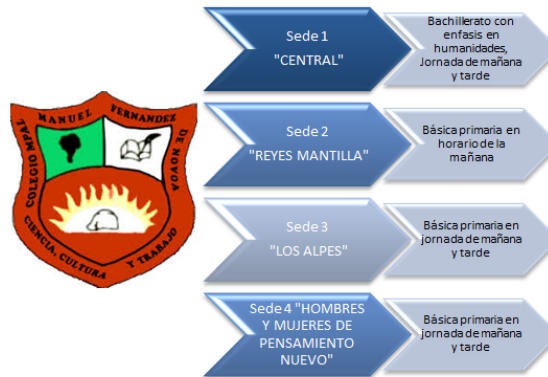 COLEGIO MPAL MANUEL FERNANDEZ DE NOVOA
CIENCIA, CULTURA Y TRABAJO
Sede 1
"CENTRAL"
Bachillerato con
enfasis en
humanidades,
Jornada de mañana
y tarde
Sede 2
"REYES MANTILLA"
Básica primaria en
horario de la
mañana
Sede 3
"LOS ALPES"
Básica primaria en
jornada de mañana
y tarde
Sede 4 "HOMBRES
Y MUJERES DE
PENSAMIENTO
NUEVO"
Básica primaria en
jornada de mañana
y tarde